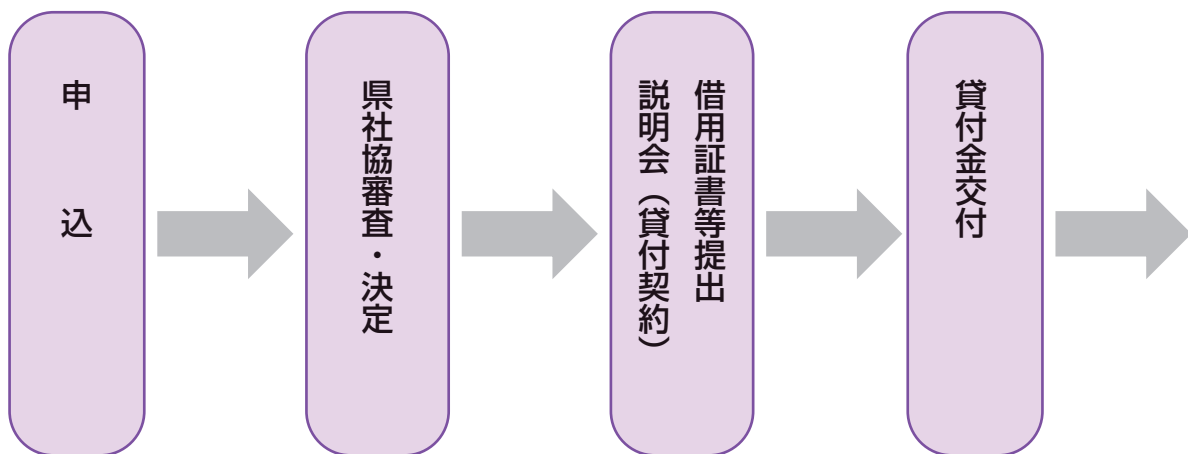 申込
県社協審査・決定
借用証書等提出
説明会（貸付契約）
貸付金交付